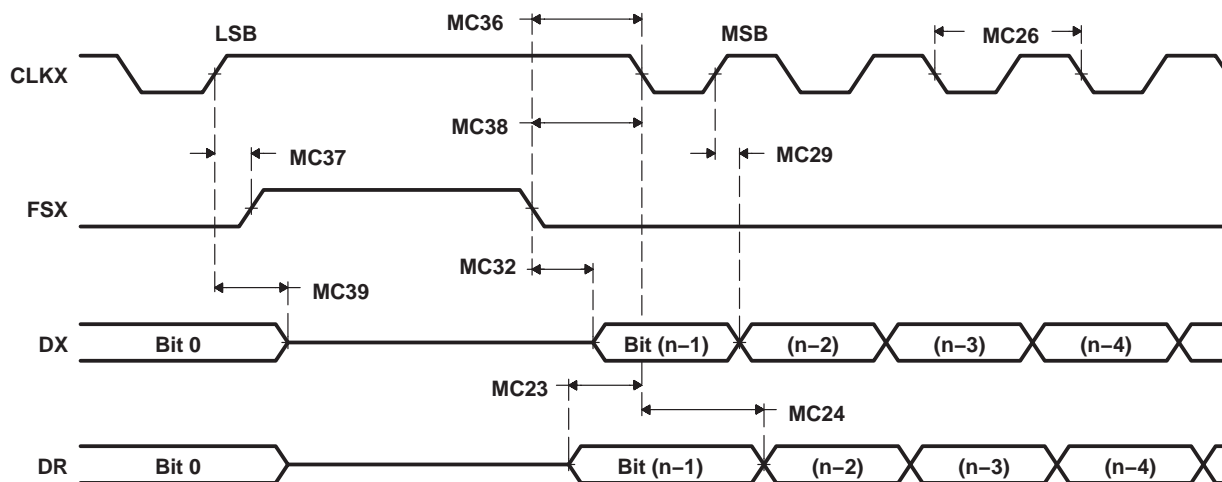 MC36
LSB
MSB
MC26
CLKX
MC38
MC37
MC29
FSX
MC32
MC39
DX
Bit 0
Bit (n−1)
(n−2)
(n−3)
(n−4)
MC23
MC24
DR
Bit 0
Bit (n−1)
(n−2)
(n−3)
(n−4)